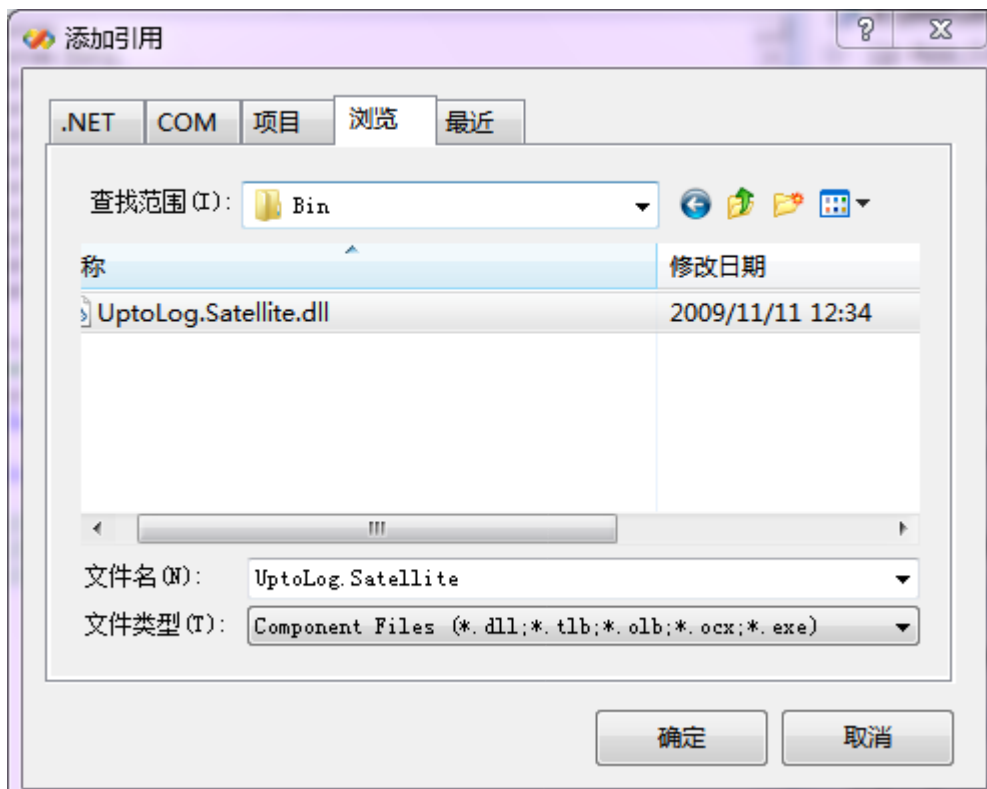 添加引用
.NET COM 项目 浏览 最近
查找范围(I): Bin
称 修改日期
UptoLog.Satellite.dll 2009/11/11 12:34
文件名(N): UptoLog.Satellite
文件类型(T): Component Files (*.dll;*.tlb;*.olb;*.ocx;*.exe)
确定 取消